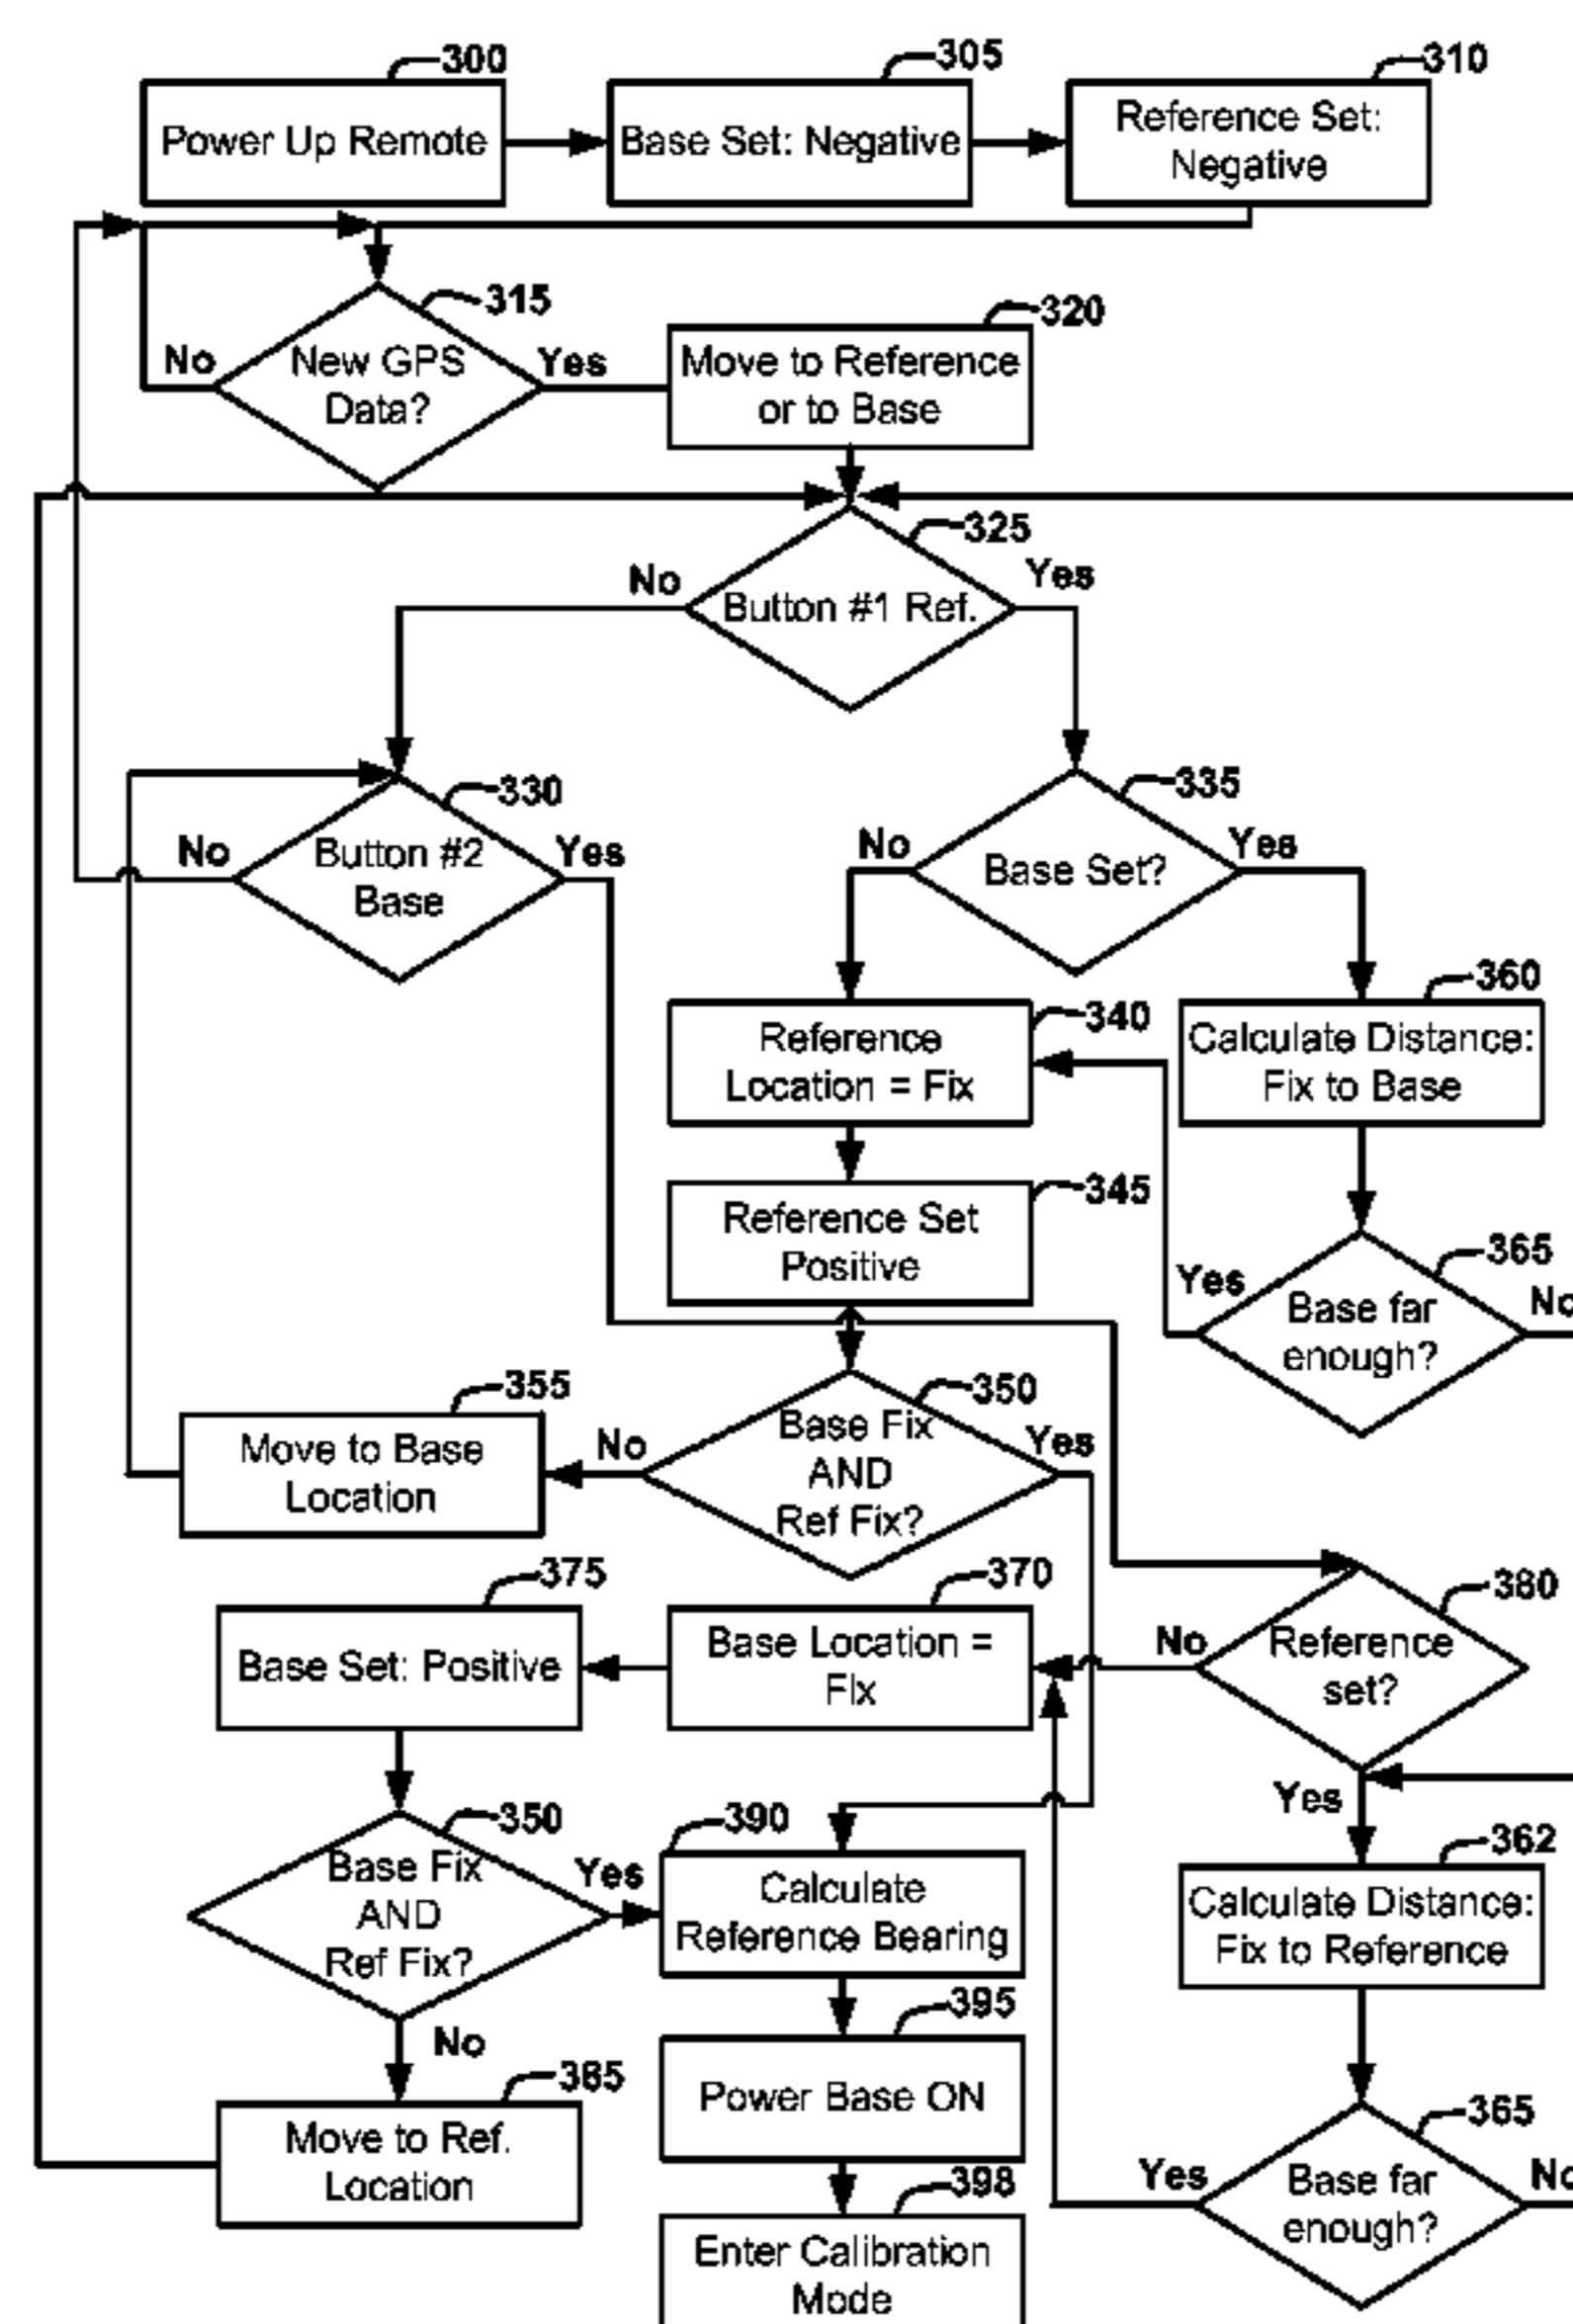 300
305
310
Power Up Remote
Base Set: Negative
Reference Set:
Negative
315
320
No
New GPS
Data?
Yes
Move to Reference
or to Base
325
No
Yes
Button #1 Ref.
330
335
No
Button #2
Base
Yes
No
Base Set?
Yes
340
360
Reference
Location = Fix
Calculate Distance:
Fix to Base
345
Reference Set
Positive
365
Yes
Base far
enough?
No
355
350
Move to Base
Location
No
Base Fix
AND
Ref Fix?
Yes
375
370
380
Base Set: Positive
Base Location =
Fix
No
Reference
set?
Yes
350
390
362
Base Fix
AND
Ref Fix?
Yes
Calculate
Reference Bearing
Calculate Distance:
Fix to Reference
No
395
385
Power Base ON
365
Move to Ref.
Location
398
Yes
Base far
enough?
No
Enter Calibration
Mode